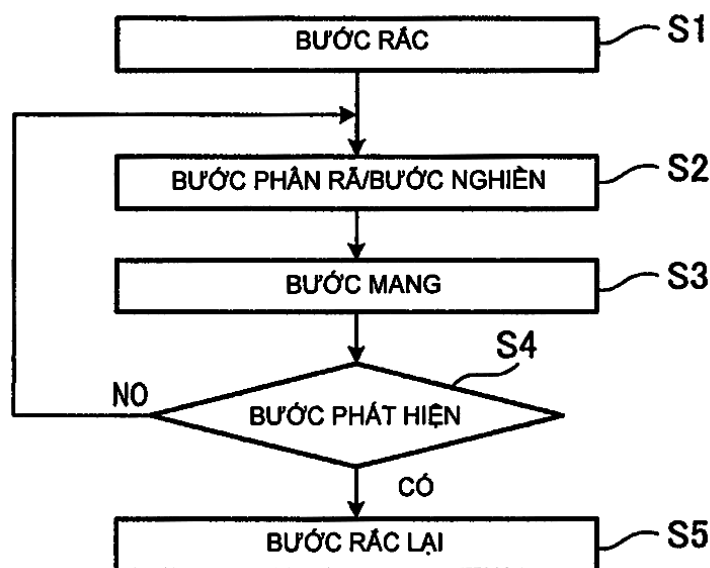 BƯỚC RẮC
S1
BƯỚC PHÂN RÃ/BƯỚC NGHIỀN
S2
BƯỚC MANG
S3
S4
NO
BƯỚC PHÁT HIỆN
CÓ
BƯỚC RẮC LẠI
S5